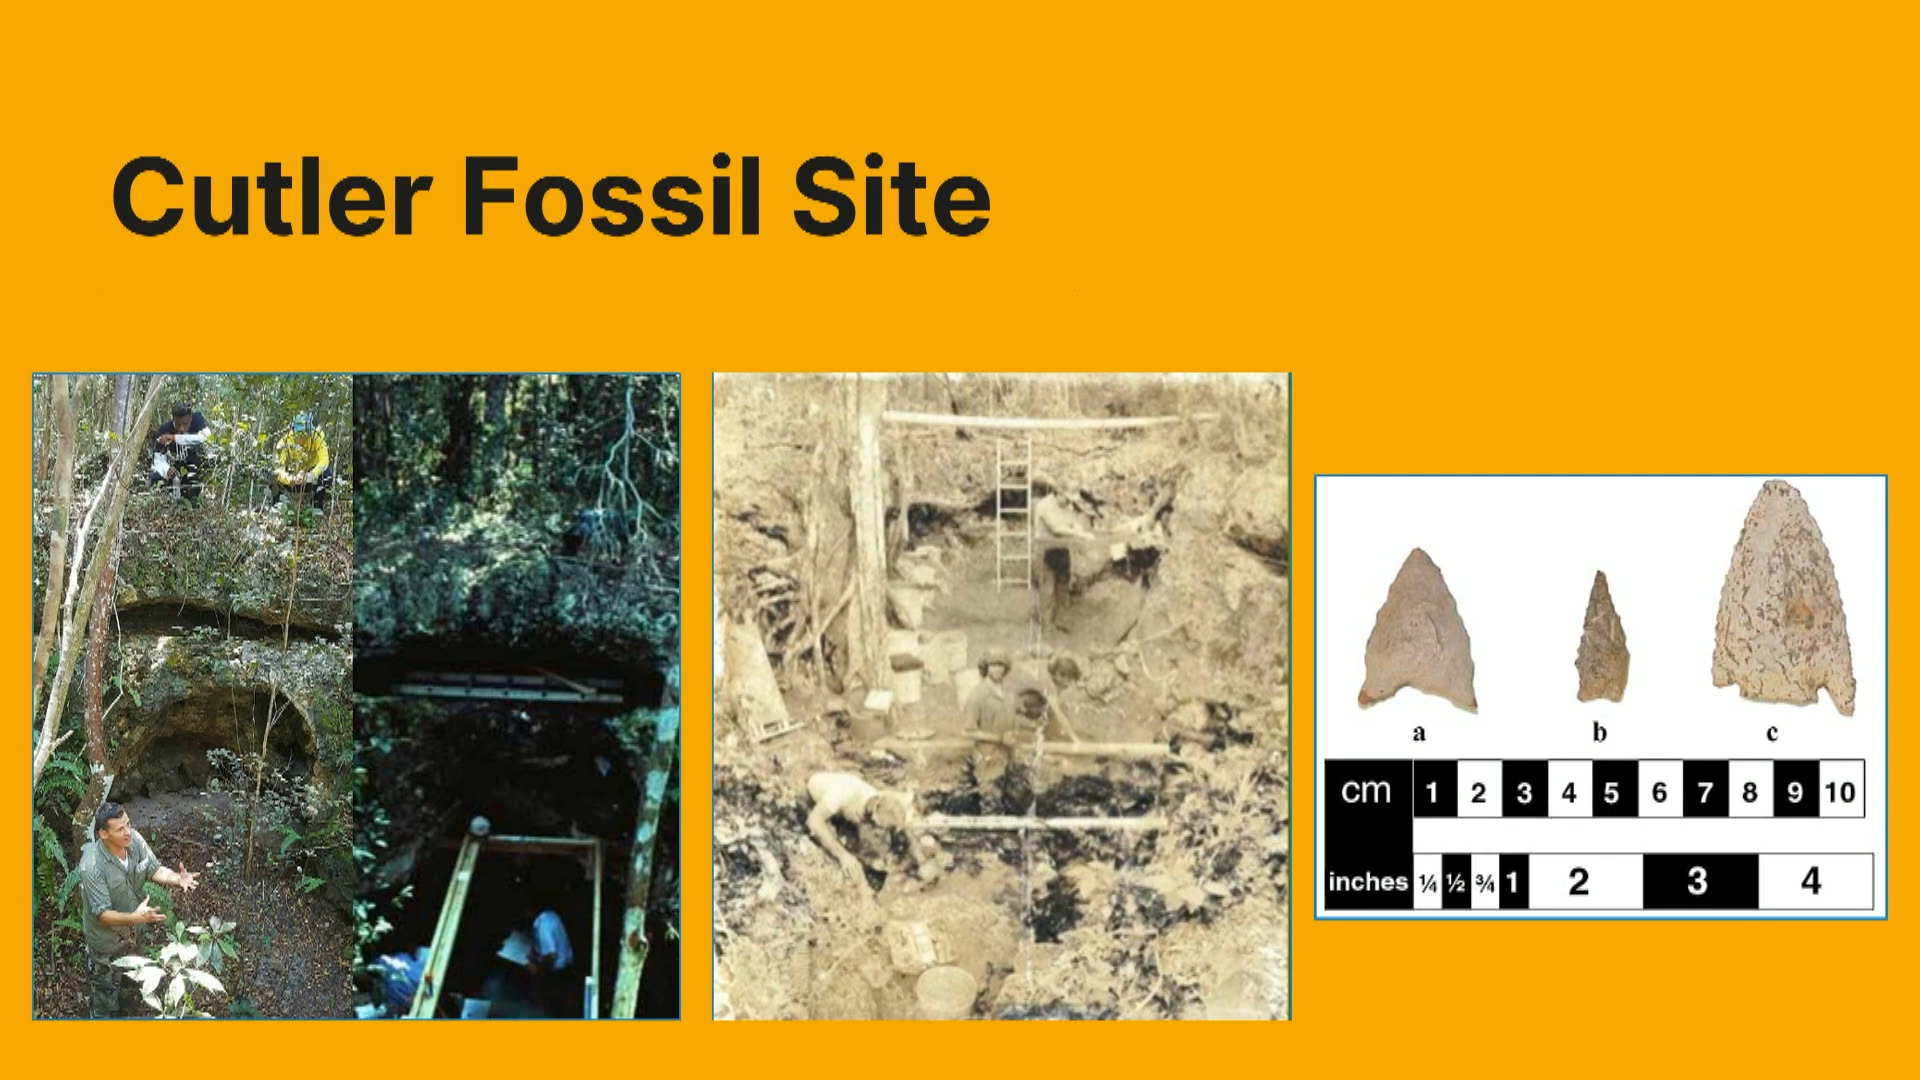 Cutler Fossil Site
a b c
cm 1 2 3 4 5 6 7 8 9 10
inches ¼ ½ ¾ 1 2 3 4